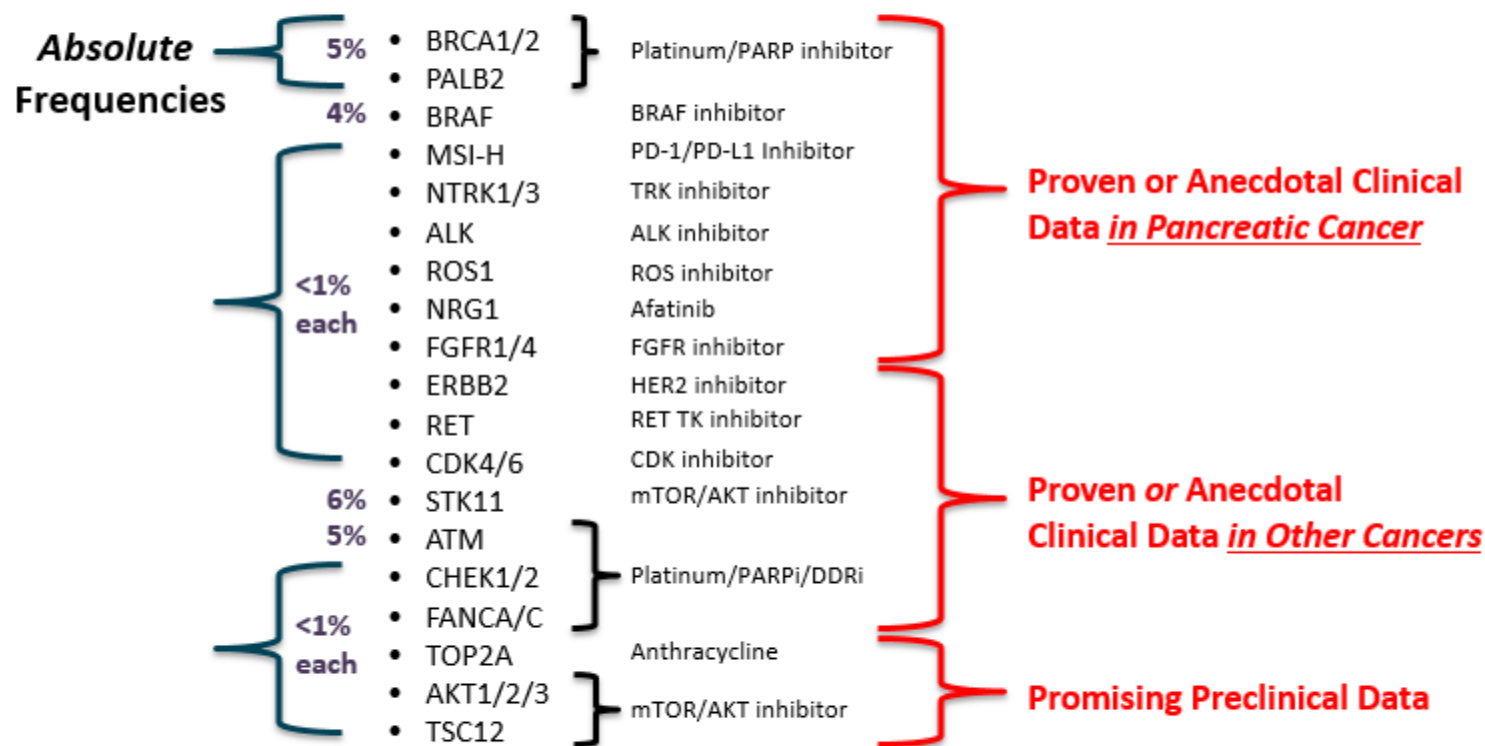 Absolute
Frequencies
5% • BRCA1/2 Platinum/PARP inhibitor
• PALB2
4% • BRAF BRAF inhibitor
• MSI-H PD-1/PD-L1 Inhibitor
• NTRK1/3 TRK inhibitor
• ALK ALK inhibitor
• ROS1 ROS inhibitor
<1%
each
• NRG1 Afatinib
• FGFR1/4 FGFR inhibitor
• ERBB2 HER2 inhibitor
• RET RET TK inhibitor
• CDK4/6 CDK inhibitor
6% • STK11 mTOR/AKT inhibitor
5% • ATM
• CHEK1/2 Platinum/PARPi/DDRi
• FANCA/C
<1%
each
• TOP2A Anthracycline
• AKT1/2/3 mTOR/AKT inhibitor
• TSC12
Proven or Anecdotal Clinical
Data in Pancreatic Cancer
Proven or Anecdotal
Clinical Data in Other Cancers
Promising Preclinical Data